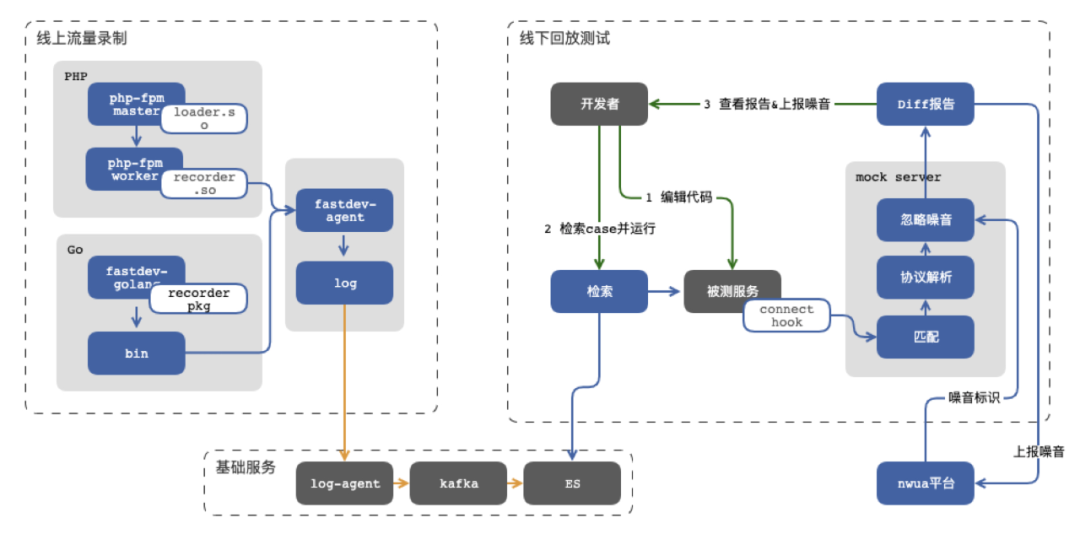 线上流量录制
PHP
php-fpm
master
loader.s
o
php-fpm
worker
recorder
.so
Go
fastdev-
golang
recorder
pkg
bin
fastdev-
agent
log
线下回放测试
开发者
3 查看报告&上报噪音
Diff报告
1 编辑代码
2 检索case并运行
检索
被测服务
connect
hook
mock server
忽略噪音
协议解析
匹配
噪音标识
上报噪音
nwua平台
基础服务
log-agent
kafka
ES